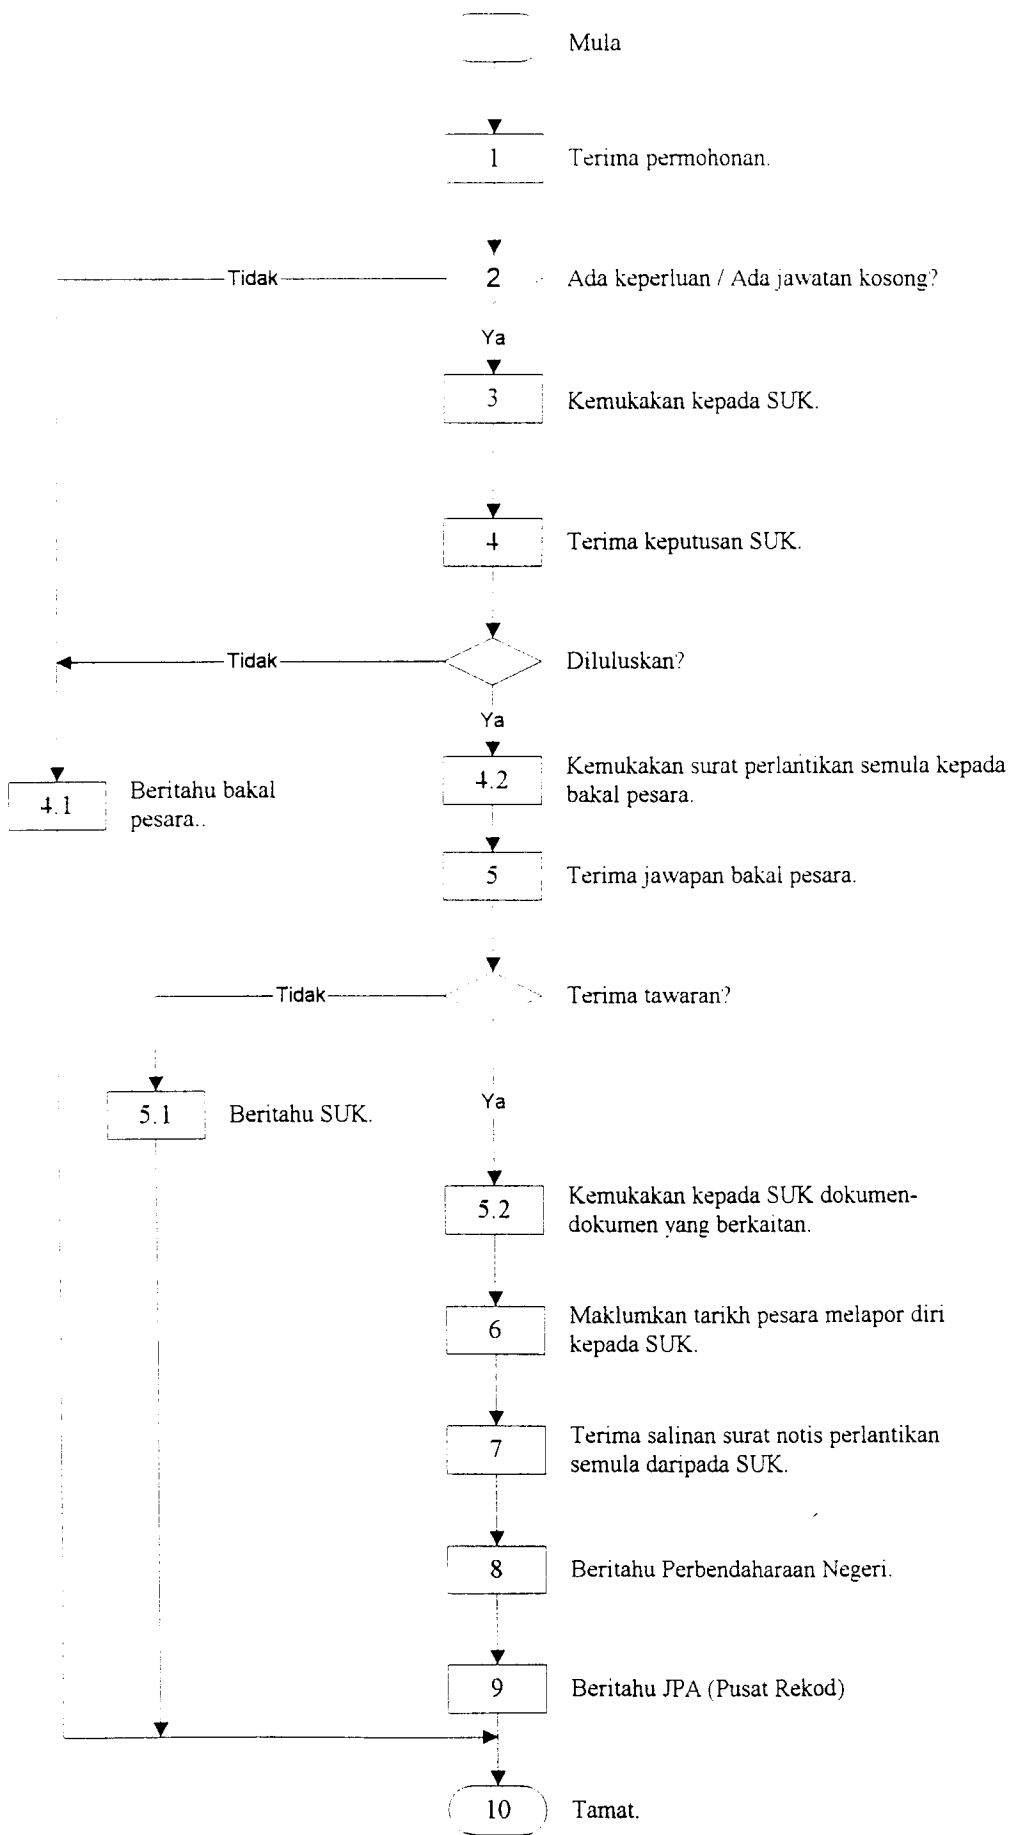 Mula
1 Terima permohonan.
Tidak 2 Ada keperluan / Ada jawatan kosong?
Ya
3 Kemukakan kepada SUK.
4 Terima keputusan SUK.
Tidak Diluluskan?
Ya
4.1 Beritahu bakal
pesara..
4.2 Kemukakan surat perlantikan semula kepada
bakal pesara.
5 Terima jawapan bakal pesara.
Tidak Terima tawaran?
5.1 Beritahu SUK.
Ya
5.2 Kemukakan kepada SUK dokumen-
dokumen yang berkaitan.
6 Maklumkan tarikh pesara melapor diri
kepada SUK.
7 Terima salinan surat notis perlantikan
semula daripada SUK.
8 Beritahu Perbendaharaan Negeri.
9 Beritahu JPA (Pusat Rekod)
10 Tamat.